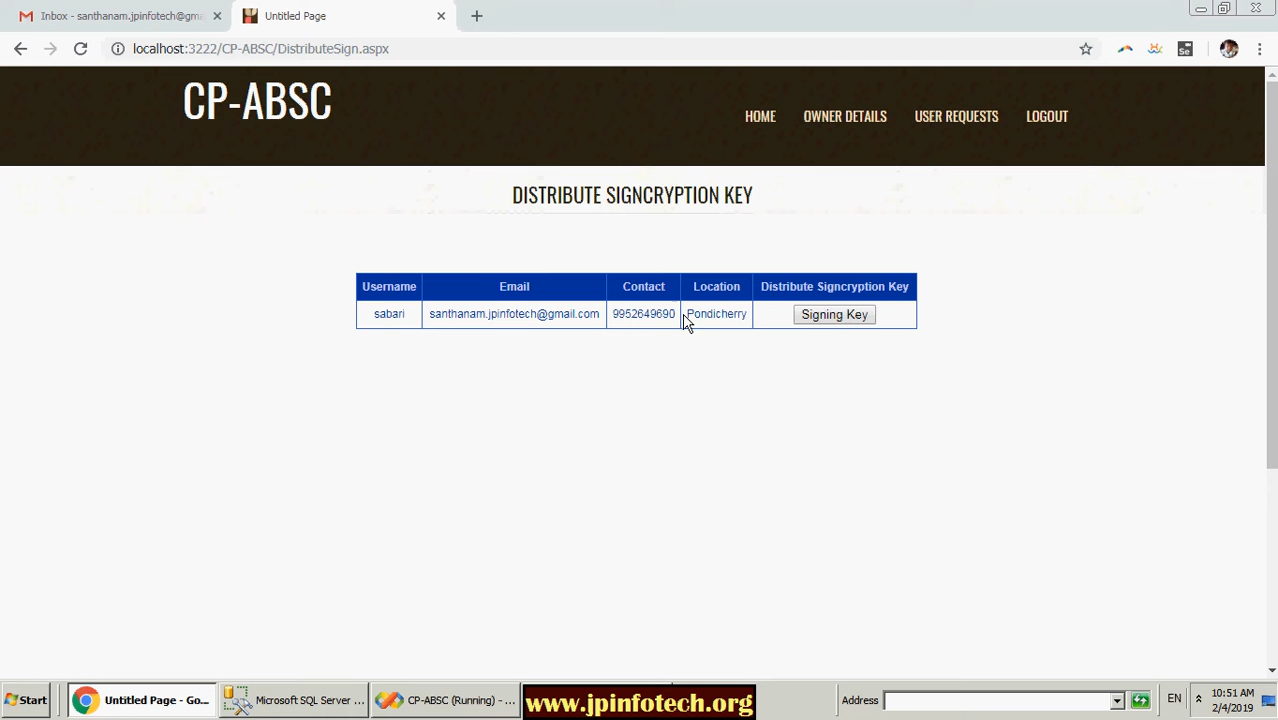 Inbox - santhanam.jpinfotech@gma
Untitled Page
localhost:3222/CP-ABSC/DistributeSign.aspx
Se
CP-ABSC
HOME OWNER DETAILS USER REQUESTS LOGOUT
DISTRIBUTE SIGNCRYPTION KEY
Username Email Contact Location Distribute Signcryption Key
sabari santhanam.jpinfotech@gmail.com 9952649690 Pondicherry Signing Key
Start Untitled Page - Go... Microsoft SQL Server ... CP-ABSC (Running) - ... www.jpinfotech.org Address EN 10:51 AM
2/4/2019